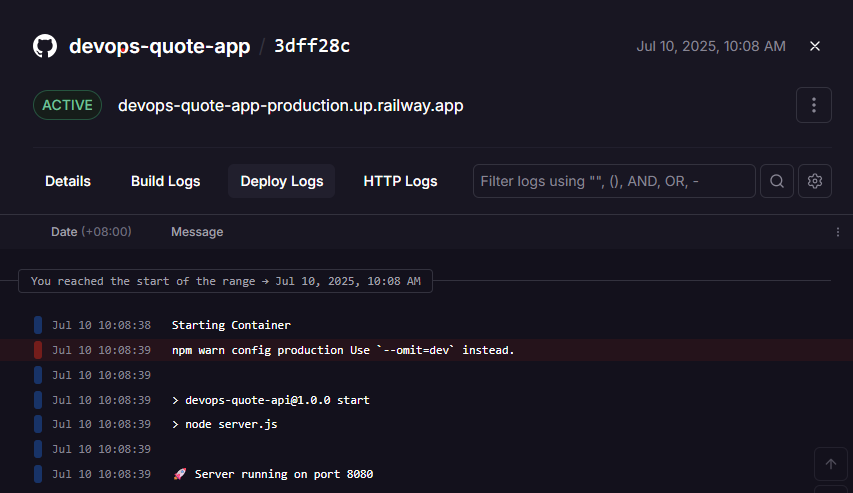 devops-quote-app / 3dff28c
Jul 10, 2025, 10:08 AM
ACTIVE
devops-quote-app-production.up.railway.app
Details
Build Logs
Deploy Logs
HTTP Logs
Filter logs using "", (), AND, OR, -
Date (+08:00) Message
You reached the start of the range → Jul 10, 2025, 10:08 AM
Jul 10 10:08:38 Starting Container
Jul 10 10:08:39 npm warn config production Use `--omit=dev` instead.
Jul 10 10:08:39
Jul 10 10:08:39 > devops-quote-api@1.0.0 start
Jul 10 10:08:39 > node server.js
Jul 10 10:08:39
Jul 10 10:08:39 🚀 Server running on port 8080